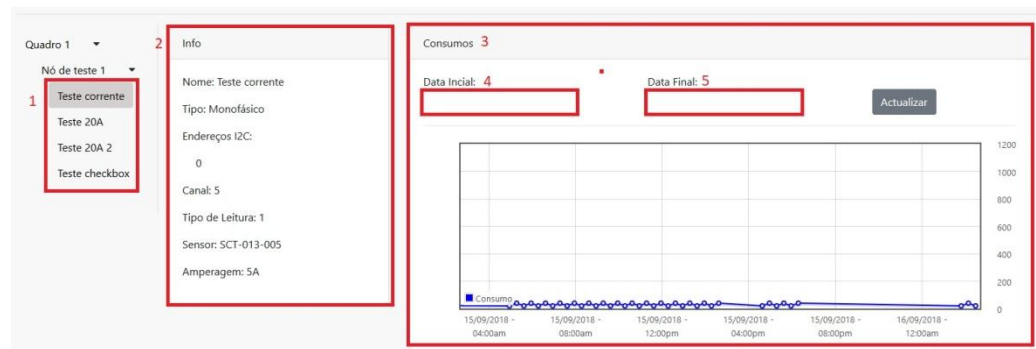 Quadro 1
Nó de teste 1
1
Teste corrente
Teste 20A
Teste 20A 2
Teste checkbox
2
Info
Nome: Teste corrente
Tipo: Monofásico
Endereços I2C:
0
Canal: 5
Tipo de Leitura: 1
Sensor: SCT-013-005
Amperagem: 5A
Consumos 3
Data Incial: 4
Data Final: 5
Actualizar
1200
1000
800
600
400
200
0
Consumo
15/09/2018 - 04:00am
15/09/2018 - 08:00am
15/09/2018 - 12:00pm
15/09/2018 - 04:00pm
15/09/2018 - 08:00pm
16/09/2018 - 12:00am